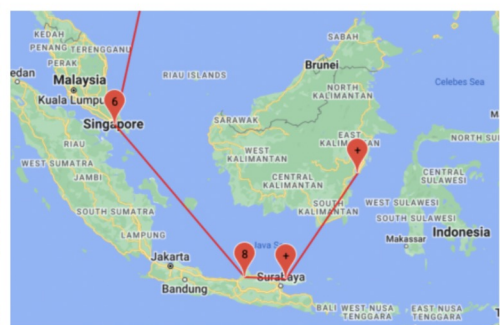 KEDAH
PENANG TERENGGANU
PERAK
edan
Malaysia
Kuala Lumpu
6
Singapore
RIAU ISLANDS
SABAH
Brunei
NORTH
KALIMANTAN
Celebes Sea
SARAWAK
EAST
KALIMANTAN
+
WEST
KALIMANTAN
CENTRAL
KALIMANTAN
NORTH SU
CENTRAL
SULAWESI
RIAU
WEST SUMATRA
JAMBI
SOUTH SUMATRA
SOUTH
KALIMANTAN
WEST SULAWESI
SOUTH SULAWESI
Makassar
Indonesia
LAMPUNG
Jakarta
Bandung
8
+
Surabaya
BALI
WEST NUSA
TENGGARA
EAST NUSA
TENGGARA